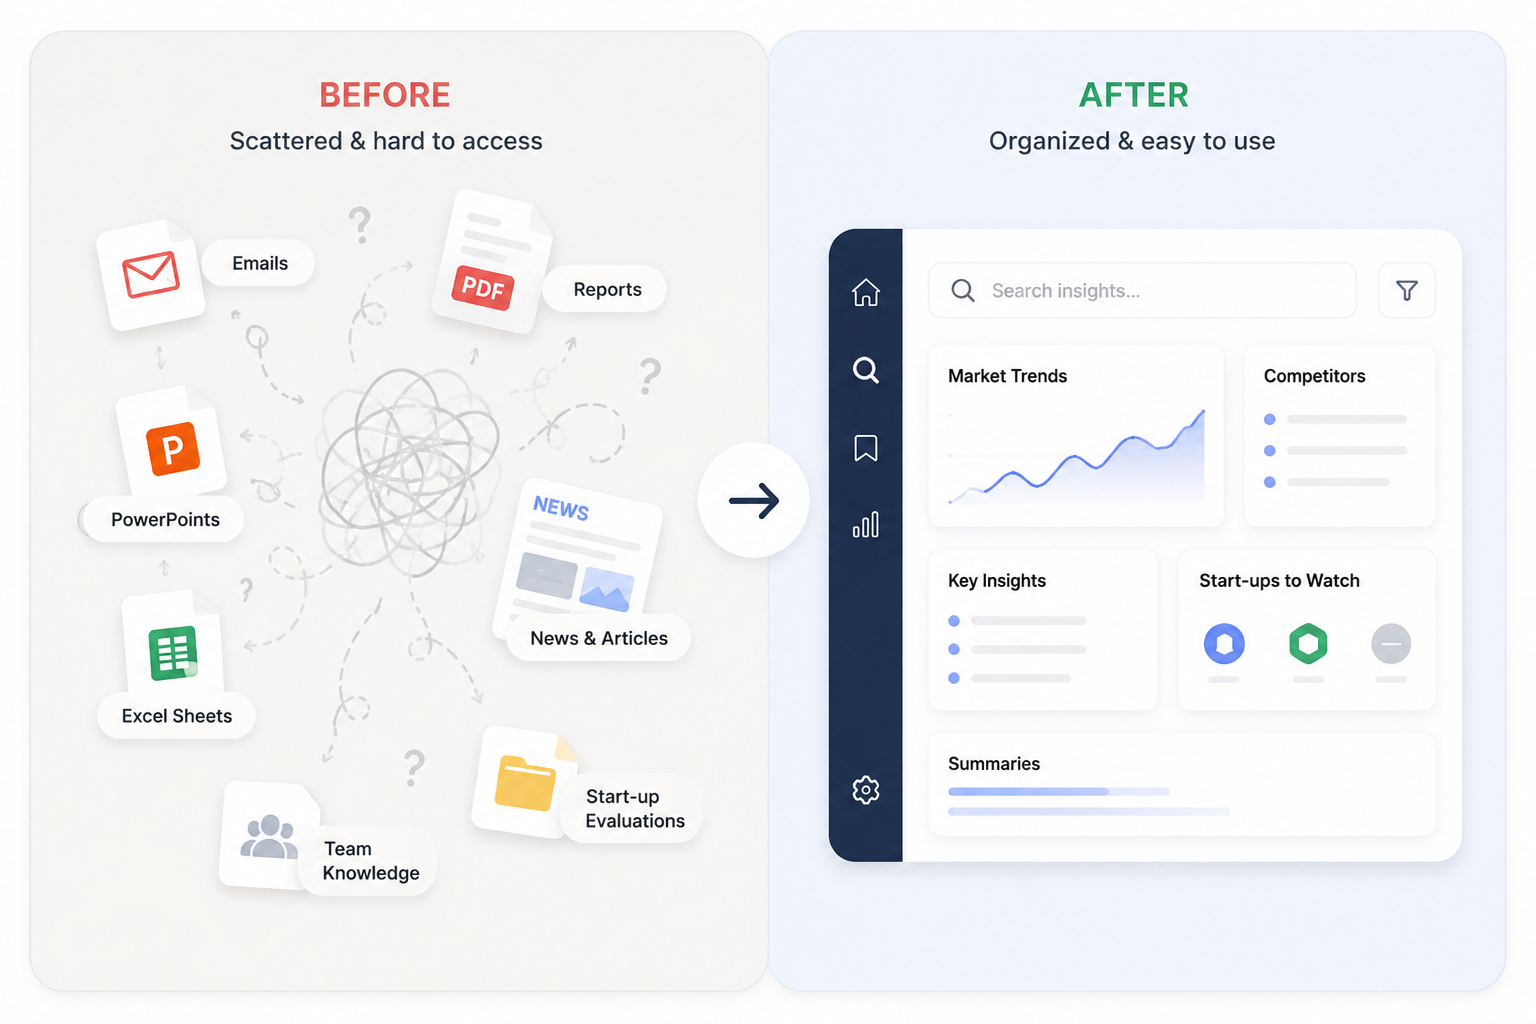 BEFORE
Scattered & hard to access
?
Emails
PDF
Reports
?
P
PowerPoints
NEWS
?
News & Articles
Excel Sheets
?
Start-up
Evaluations
Team
Knowledge
AFTER
Organized & easy to use
Search insights...
Market Trends
Competitors
Key Insights
Start-ups to Watch
Summaries